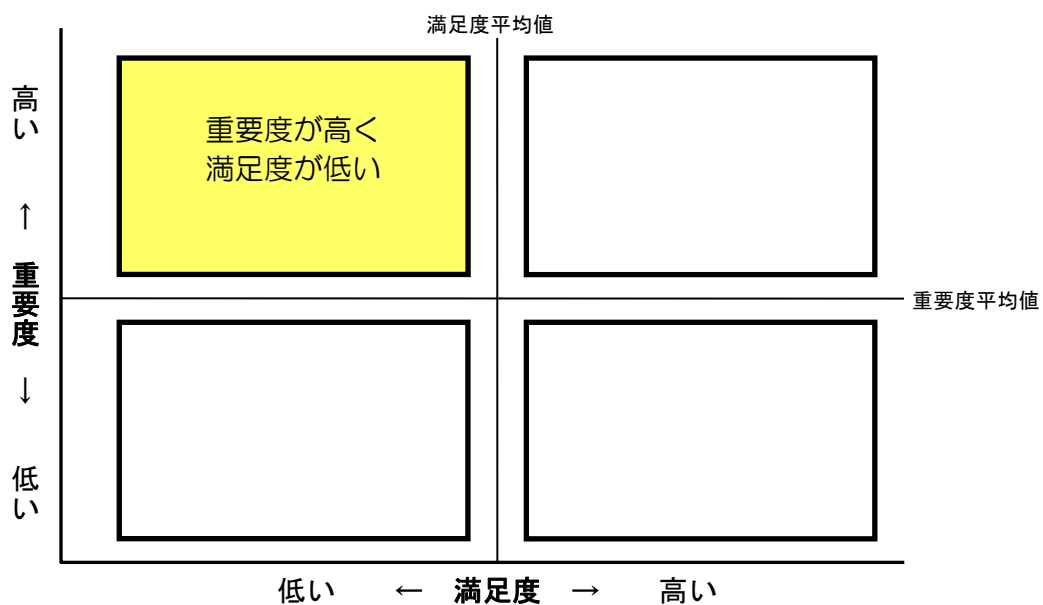 満足度平均値
重要度が高く
満足度が低い
高い ↑ 重要度 ↓ 低い
重要度平均値
低い ← 満足度 → 高い